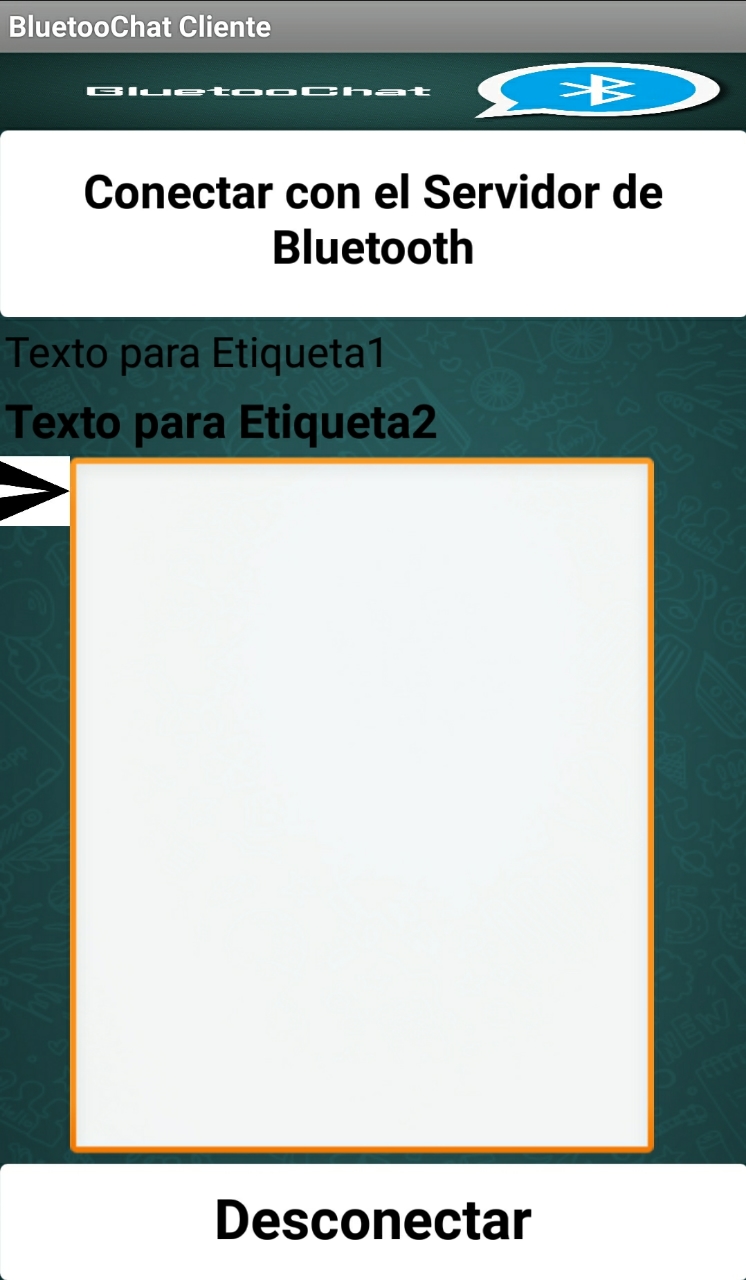 BluetooChat Cliente
BluetooChat
Conectar con el Servidor de
Bluetooth
Texto para Etiqueta1
Texto para Etiqueta2
Desconectar